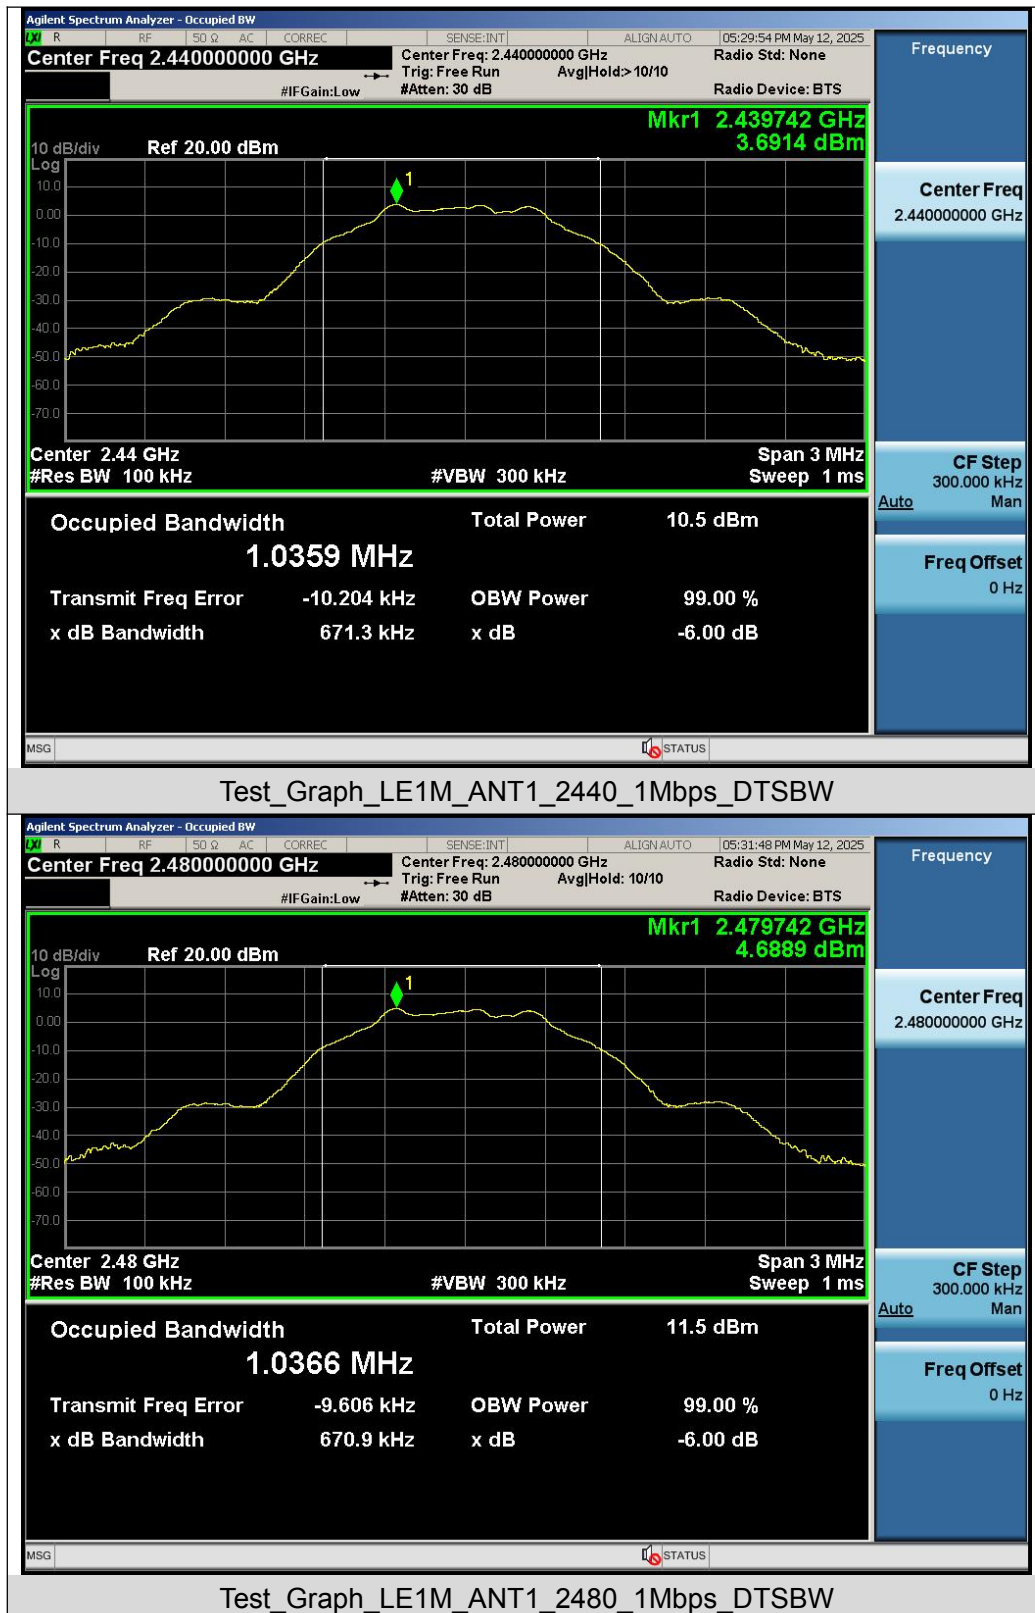 Agilent Spectrum Analyzer - Occupied BW
LXI R RF 50 Ω AC CORREC SENSE:INT ALIGN AUTO 05:29:54 PM May 12, 2025
Center Freq 2.440000000 GHz
Center Freq: 2.440000000 GHz
Radio Std: None
Trig: Free Run Avg|Hold:>10/10
#IFGain:Low #Atten: 30 dB Radio Device: BTS
Frequency
Mkr1 2.439742 GHz
3.6914 dBm
10 dB/div Ref 20.00 dBm
Log
10.0
0.00
-10.0
-20.0
-30.0
-40.0
-50.0
-60.0
-70.0
1
Center Freq
2.440000000 GHz
Center 2.44 GHz Span 3 MHz
#Res BW 100 kHz #VBW 300 kHz Sweep 1 ms
CF Step
300.000 kHz
Auto Man
Occupied Bandwidth Total Power 10.5 dBm
1.0359 MHz
Freq Offset
0 Hz
Transmit Freq Error -10.204 kHz OBW Power 99.00 %
x dB Bandwidth 671.3 kHz x dB -6.00 dB
MSG STATUS
Test_Graph_LE1M_ANT1_2440_1Mbps_DTSBW
Agilent Spectrum Analyzer - Occupied BW
LXI R RF 50 Ω AC CORREC SENSE:INT ALIGN AUTO 05:31:48 PM May 12, 2025
Center Freq 2.480000000 GHz
Center Freq: 2.480000000 GHz
Radio Std: None
Trig: Free Run Avg|Hold: 10/10
#IFGain:Low #Atten: 30 dB Radio Device: BTS
Frequency
Mkr1 2.479742 GHz
4.6889 dBm
10 dB/div Ref 20.00 dBm
Log
10.0
0.00
-10.0
-20.0
-30.0
-40.0
-50.0
-60.0
-70.0
1
Center Freq
2.480000000 GHz
Center 2.48 GHz Span 3 MHz
#Res BW 100 kHz #VBW 300 kHz Sweep 1 ms
CF Step
300.000 kHz
Auto Man
Occupied Bandwidth Total Power 11.5 dBm
1.0366 MHz
Freq Offset
0 Hz
Transmit Freq Error -9.606 kHz OBW Power 99.00 %
x dB Bandwidth 670.9 kHz x dB -6.00 dB
MSG STATUS
Test_Graph_LE1M_ANT1_2480_1Mbps_DTSBW